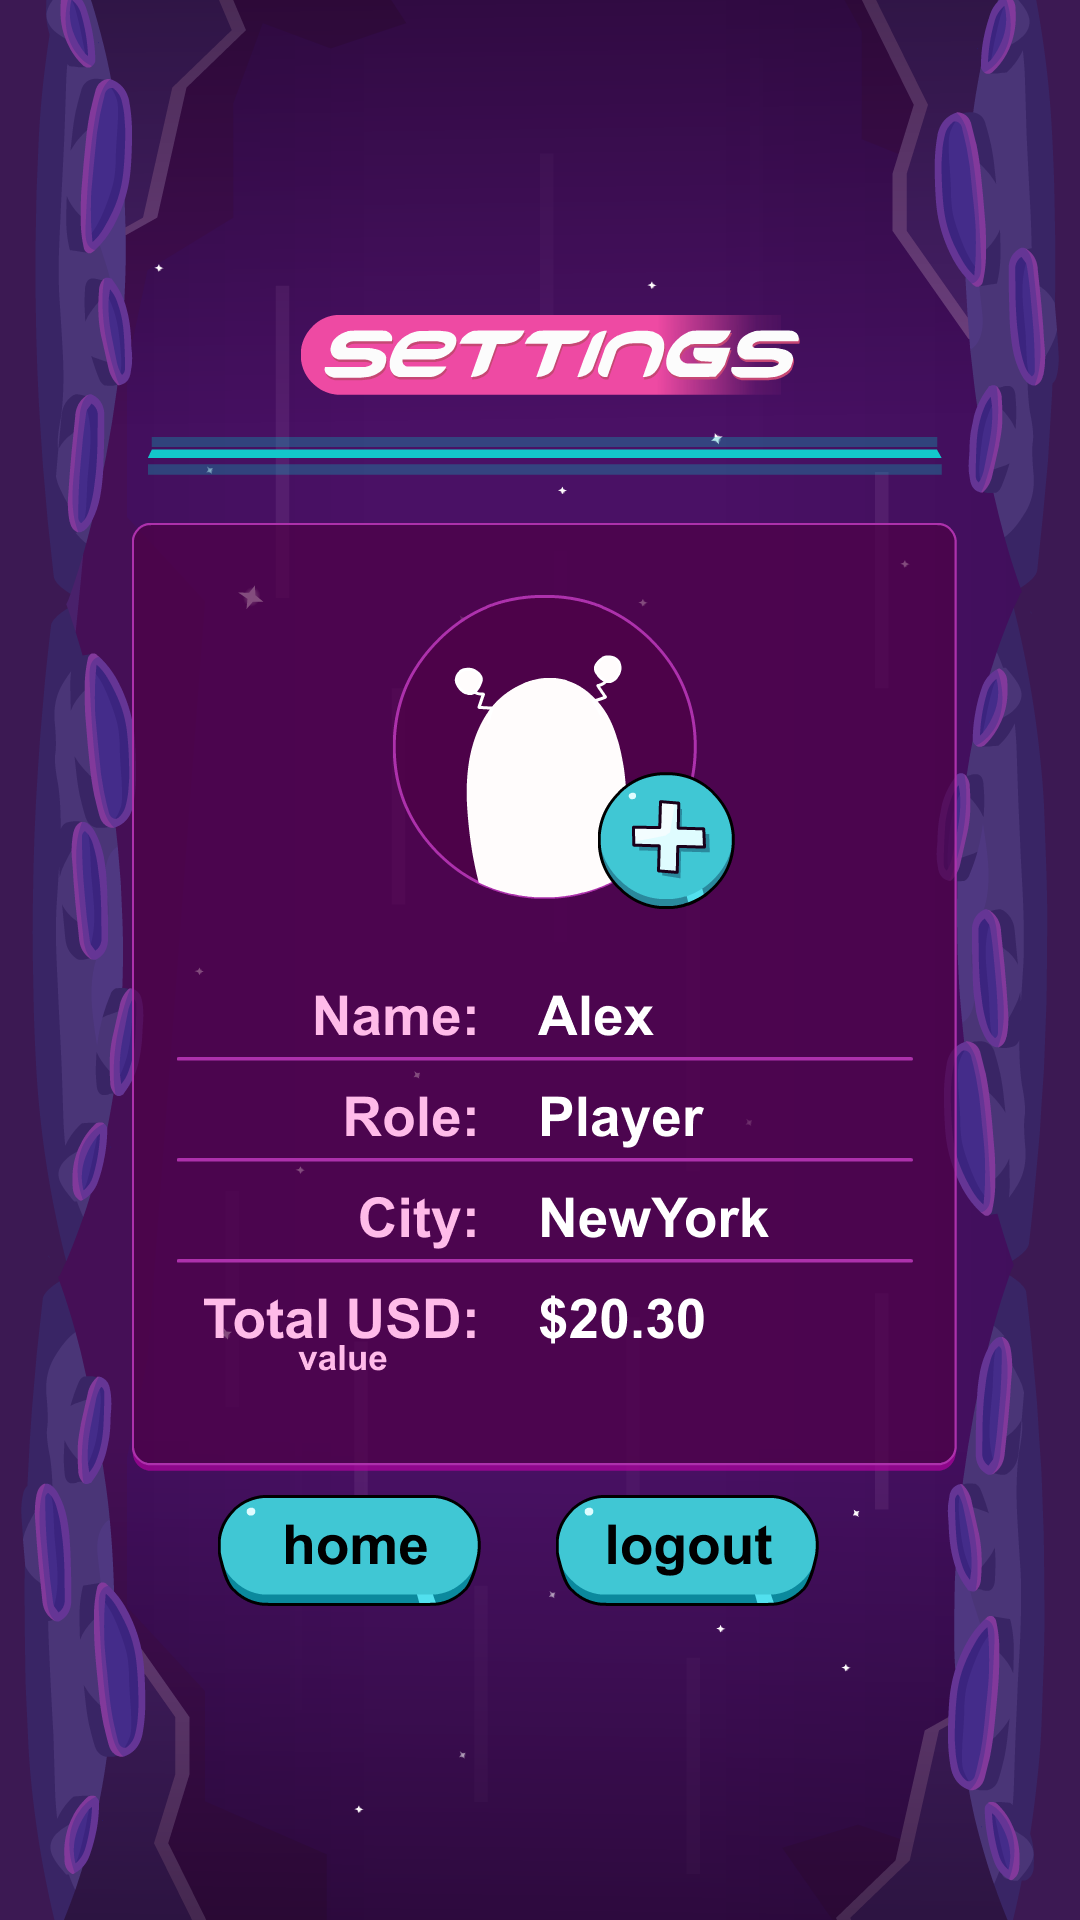 SETTINGS
Name: Alex
Role: Player
City: NewYork
Total USD: $20.30
value
home logout